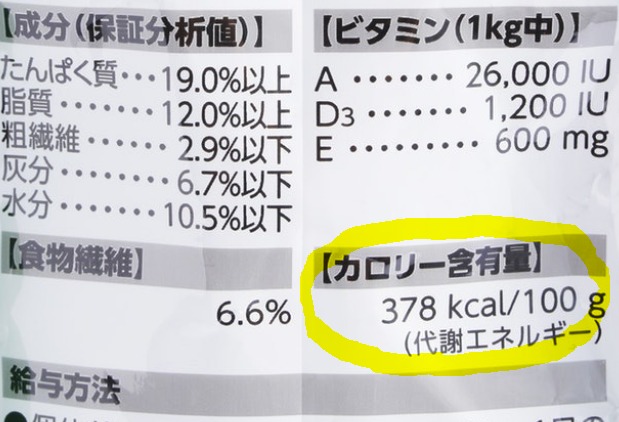 【成分(保証分析値)】
たんぱく質・・・19.0%以上
脂質・・・・・・・12.0%以上
粗繊維・・・・・・2.9%以下
灰分・・・・・・・・6.7%以下
水分・・・・・・・10.5%以下
【食物繊維】
6.6%
【ビタミン(1kg中)】
A ・・・・・・・ 26,000 IU
D3 ・・・・・・・ 1,200 IU
E ・・・・・・・・・ 600 mg
【カロリー含有量】
378 kcal/100 g
(代謝エネルギー)
給与方法